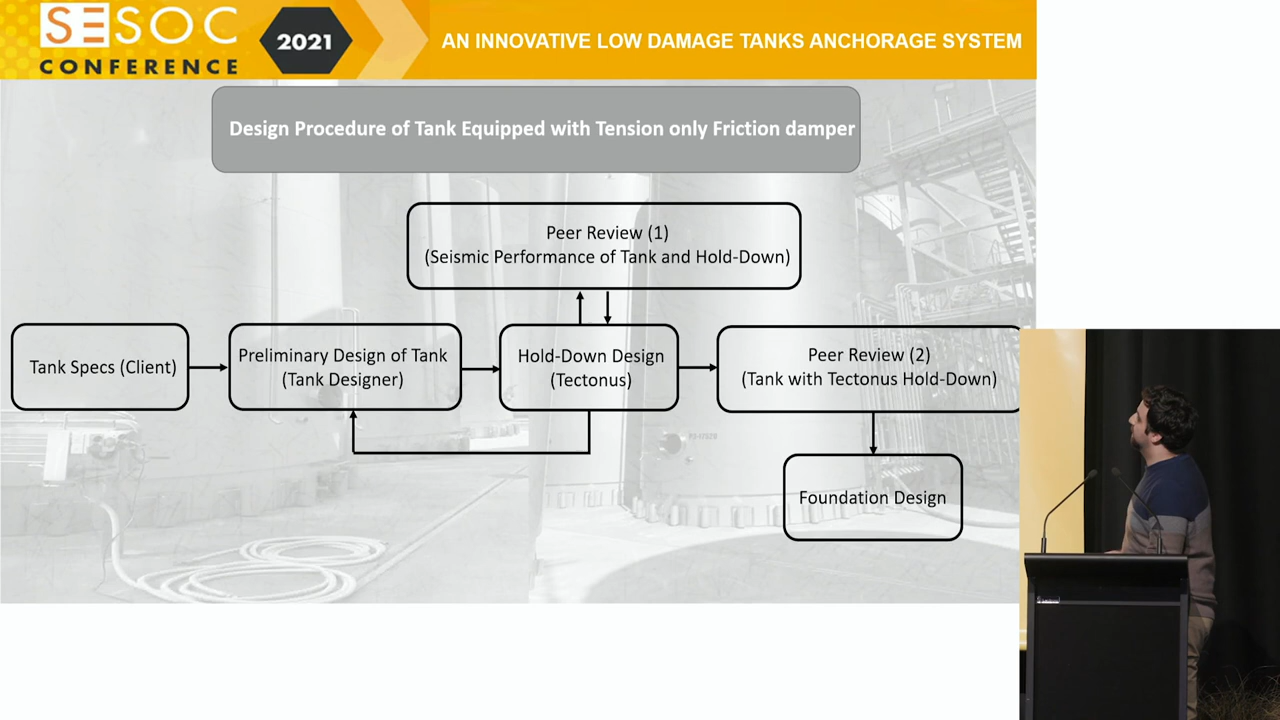 SESOC
CONFERENCE
2021
AN INNOVATIVE LOW DAMAGE TANKS ANCHORAGE SYSTEM
Design Procedure of Tank Equipped with Tension only Friction damper
Peer Review (1)
(Seismic Performance of Tank and Hold-Down)
Tank Specs (Client)
Preliminary Design of Tank
(Tank Designer)
Hold-Down Design
(Tectonus)
Peer Review (2)
(Tank with Tectonus Hold-Down)
Foundation Design